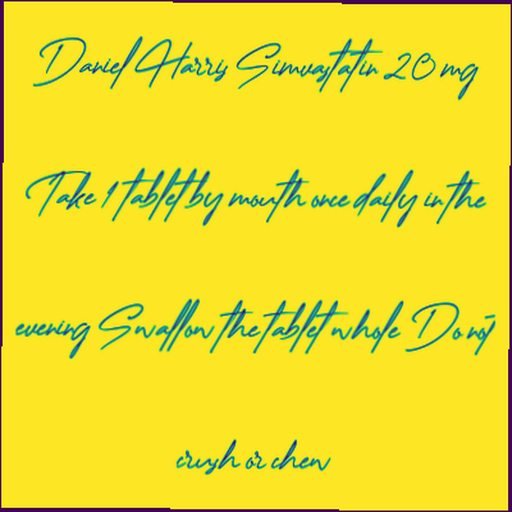 Daniel Harris Simvastatin 20 mg
Take 1 tablet by mouth once daily in the
evening Swallow the tablet whole Do not
crush or chew